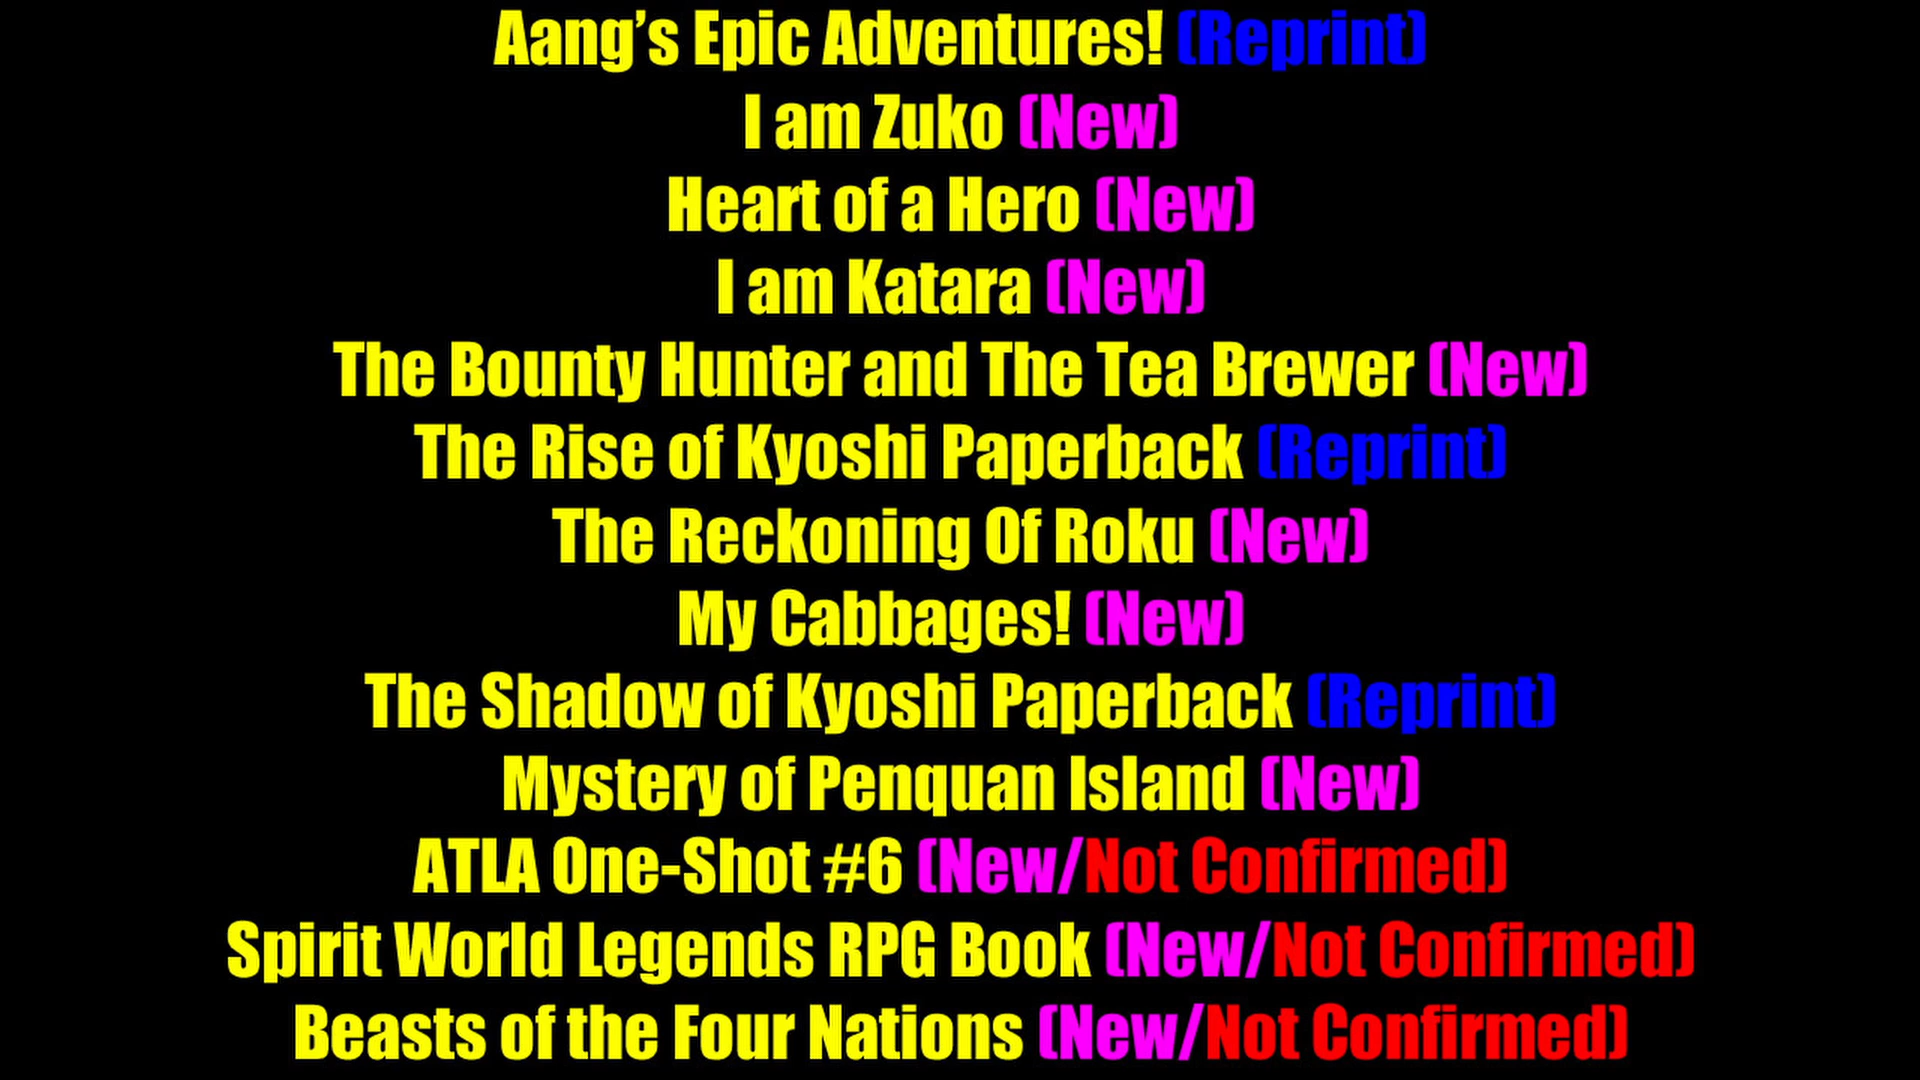 Aang’s Epic Adventures! (Reprint)
I am Zuko (New)
Heart of a Hero (New)
I am Katara (New)
The Bounty Hunter and The Tea Brewer (New)
The Rise of Kyoshi Paperback (Reprint)
The Reckoning Of Roku (New)
My Cabbages! (New)
The Shadow of Kyoshi Paperback (Reprint)
Mystery of Penquan Island (New)
ATLA One-Shot #6 (New/Not Confirmed)
Spirit World Legends RPG Book (New/Not Confirmed)
Beasts of the Four Nations (New/Not Confirmed)